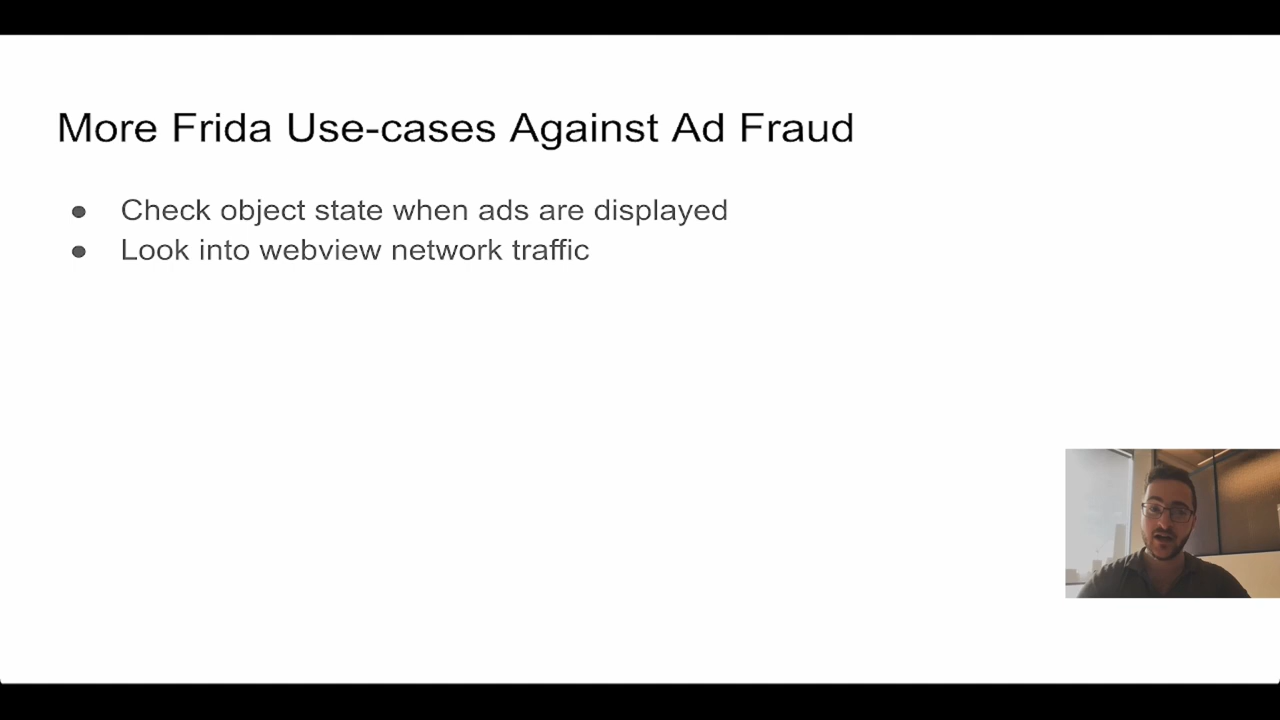 More Frida Use-cases Against Ad Fraud
● Check object state when ads are displayed
● Look into webview network traffic